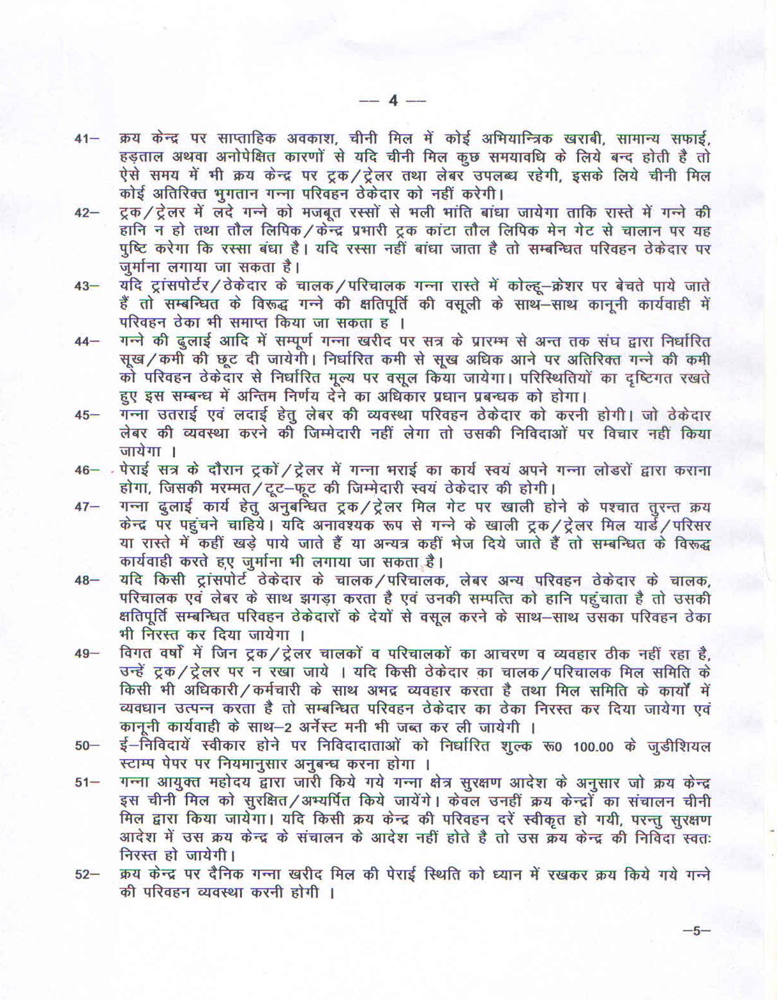 –– 4 ––
41– क्रय केन्द्र पर साप्ताहिक अवकाश, चीनी मिल में कोई अभियान्त्रिक खराबी, सामान्य सफाई,
हड़ताल अथवा अनोपेक्षित कारणों से यदि चीनी मिल कुछ समयावधि के लिये बन्द होती है तो
ऐसे समय में भी क्रय केन्द्र पर ट्रक/ट्रेलर तथा लेबर उपलब्ध रहेगी, इसके लिये चीनी मिल
कोई अतिरिक्त भुगतान गन्ना परिवहन ठेकेदार को नहीं करेगी।
42– ट्रक/ट्रेलर में लदे गन्ने को मजबूत रस्सों से भली भांति बांधा जायेगा ताकि रास्ते में गन्ने की
हानि न हो तथा तौल लिपिक/केन्द्र प्रभारी ट्रक कांटा तौल लिपिक मेन गेट से चालान पर यह
पुष्टि करेगा कि रस्सा बंधा है। यदि रस्सा नहीं बांधा जाता है तो सम्बन्धित परिवहन ठेकेदार पर
जुर्माना लगाया जा सकता है।
43– यदि ट्रांसपोर्टर/ठेकेदार के चालक/परिचालक गन्ना रास्ते में कोल्हू–क्रेशर पर बेचते पाये जाते
हैं तो सम्बन्धित के विरूद्ध गन्ने की क्षतिपूर्ति की वसूली के साथ–साथ कानूनी कार्यवाही में
परिवहन ठेका भी समाप्त किया जा सकता ह ।
44– गन्ने की ढुलाई आदि में सम्पूर्ण गन्ना खरीद पर सत्र के प्रारम्भ से अन्त तक संघ द्वारा निर्धारित
सूख/कमी की छूट दी जायेगी। निर्धारित कमी से सूख अधिक आने पर अतिरिक्त गन्ने की कमी
को परिवहन ठेकेदार से निर्धारित मूल्य पर वसूल किया जायेगा। परिस्थितियों का दृष्टिगत रखते
हुए इस सम्बन्ध में अन्तिम निर्णय देने का अधिकार प्रधान प्रबन्धक को होगा।
45– गन्ना उतराई एवं लदाई हेतु लेबर की व्यवस्था परिवहन ठेकेदार को करनी होगी। जो ठेकेदार
लेबर की व्यवस्था करने की जिम्मेदारी नहीं लेगा तो उसकी निविदाओं पर विचार नहीं किया
जायेगा ।
46– पेराई सत्र के दौरान ट्रकों/ट्रेलर में गन्ना भराई का कार्य स्वयं अपने गन्ना लोडरों द्वारा कराना
होगा, जिसकी मरम्मत/टूट–फूट की जिम्मेदारी स्वयं ठेकेदार की होगी।
47– गन्ना ढुलाई कार्य हेतु अनुबन्धित ट्रक/ट्रेलर मिल गेट पर खाली होने के पश्चात तुरन्त क्रय
केन्द्र पर पहुंचने चाहिये। यदि अनावश्यक रूप से गन्ने के खाली ट्रक/ट्रेलर मिल यार्ड/परिसर
या रास्ते में कहीं खड़े पाये जाते हैं या अन्यत्र कहीं भेज दिये जाते हैं तो सम्बन्धित के विरूद्ध
कार्यवाही करते हुए जुर्माना भी लगाया जा सकता है।
48– यदि किसी ट्रांसपोर्ट ठेकेदार के चालक/परिचालक, लेबर अन्य परिवहन ठेकेदार के चालक,
परिचालक एवं लेबर के साथ झगड़ा करता है एवं उनकी सम्पत्ति को हानि पहुंचाता है तो उसकी
क्षतिपूर्ति सम्बन्धित परिवहन ठेकेदारों के देयों से वसूल करने के साथ–साथ उसका परिवहन ठेका
भी निरस्त कर दिया जायेगा ।
49– विगत वर्षों में जिन ट्रक/ट्रेलर चालकों व परिचालकों का आचरण व व्यवहार ठीक नहीं रहा है,
उन्हें ट्रक/ट्रेलर पर न रखा जाये । यदि किसी ठेकेदार का चालक/परिचालक मिल समिति के
किसी भी अधिकारी/कर्मचारी के साथ अभद्र व्यवहार करता है तथा मिल समिति के कार्यों में
व्यवधान उत्पन्न करता है तो सम्बन्धित परिवहन ठेकेदार का ठेका निरस्त कर दिया जायेगा एवं
कानूनी कार्यवाही के साथ–2 अर्नेस्ट मनी भी जब्त कर ली जायेगी ।
50– ई–निविदायें स्वीकार होने पर निविदादाताओं को निर्धारित शुल्क रू0 100.00 के जुडीशियल
स्टाम्प पेपर पर नियमानुसार अनुबन्ध करना होगा ।
51– गन्ना आयुक्त महोदय द्वारा जारी किये गये गन्ना क्षेत्र सुरक्षण आदेश के अनुसार जो क्रय केन्द्र
इस चीनी मिल को सुरक्षित/अभ्यर्पित किये जायेंगे। केवल उनहीं क्रय केन्द्रों का संचालन चीनी
मिल द्वारा किया जायेगा। यदि किसी क्रय केन्द्र की परिवहन दरें स्वीकृत हो गयी, परन्तु सुरक्षण
आदेश में उस क्रय केन्द्र के संचालन के आदेश नहीं होते है तो उस क्रय केन्द्र की निविदा स्वतः
निरस्त हो जायेगी।
52– क्रय केन्द्र पर दैनिक गन्ना खरीद मिल की पेराई स्थिति को ध्यान में रखकर क्रय किये गये गन्ने
की परिवहन व्यवस्था करनी होगी ।
–5–